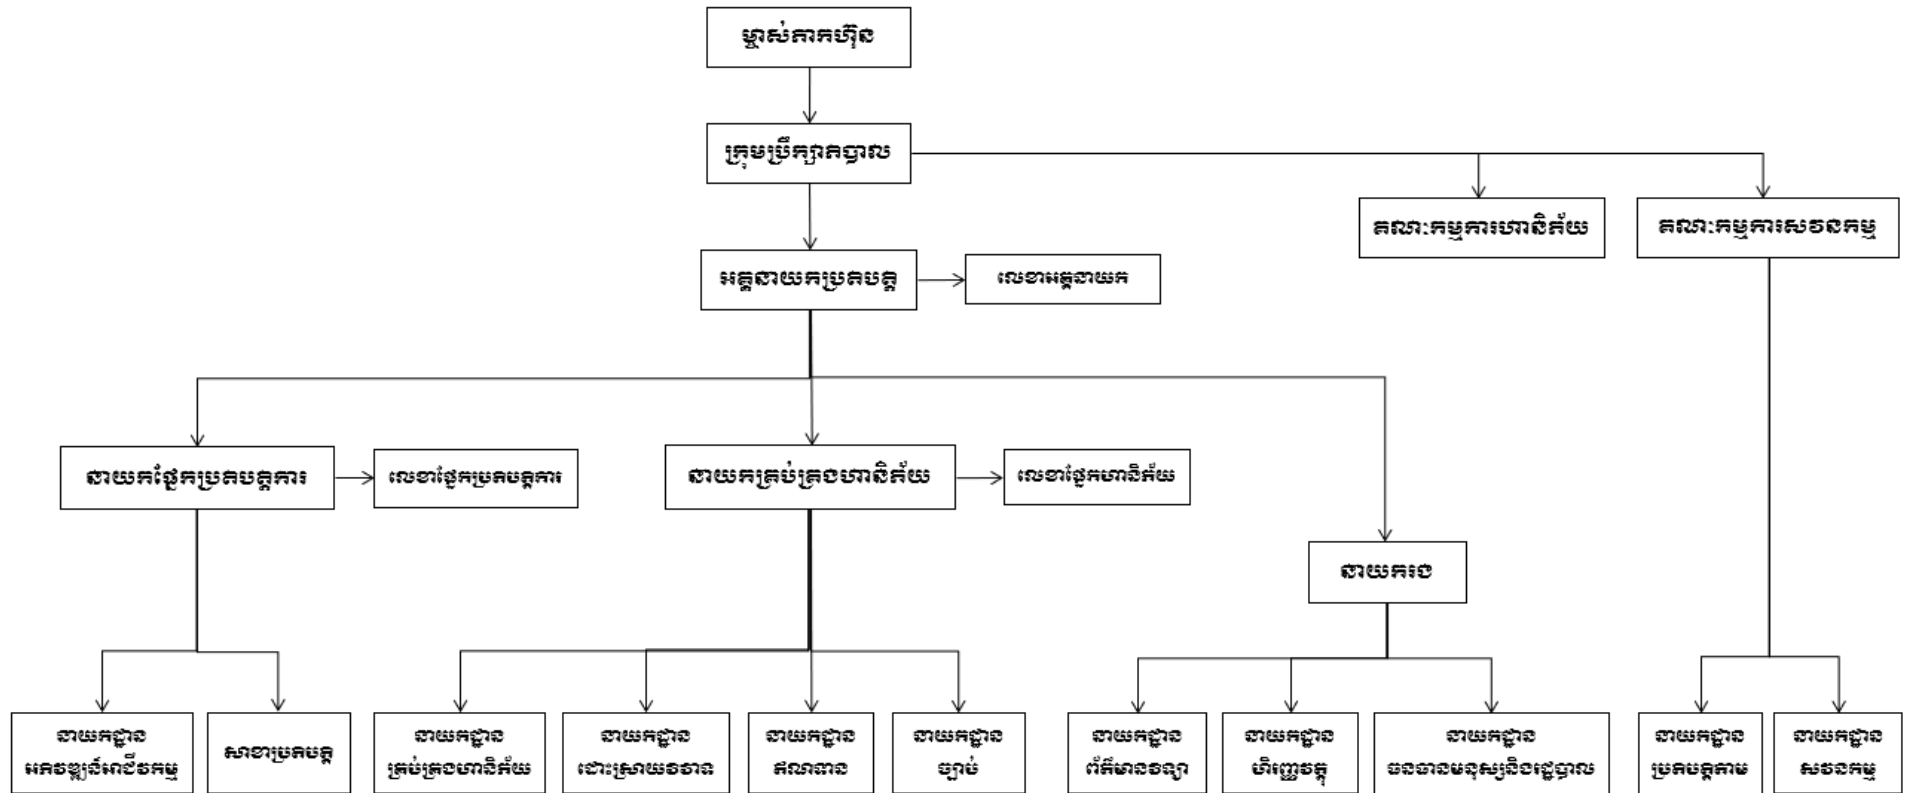 ម្ចាស់ភាគហ៊ុន
ក្រុមប្រឹក្សាភិបាល
គណៈកម្មការហានិភ័យ
គណៈកម្មការសវនកម្ម
អគ្គនាយកប្រតិបត្តិ
លេខាអគ្គនាយក
នាយកផ្នែកប្រតិបត្តិការ
លេខាផ្នែកប្រតិបត្តិការ
នាយកគ្រប់គ្រងហានិភ័យ
លេខាផ្នែកហានិភ័យ
នាយករង
នាយកដ្ឋាន
អភិវឌ្ឍន៍អាជីវកម្ម
សាខាប្រតិបត្តិ
នាយកដ្ឋាន
គ្រប់គ្រងហានិភ័យ
នាយកដ្ឋាន
ដោះស្រាយវិវាទ
នាយកដ្ឋាន
ឥណទាន
នាយកដ្ឋាន
ច្បាប់
នាយកដ្ឋាន
ព័ត៌មានវិទ្យា
នាយកដ្ឋាន
ហិរញ្ញវត្ថុ
នាយកដ្ឋាន
ធនធានមនុស្សនិងរដ្ឋបាល
នាយកដ្ឋាន
ប្រតិបត្តិតាម
នាយកដ្ឋាន
សវនកម្ម